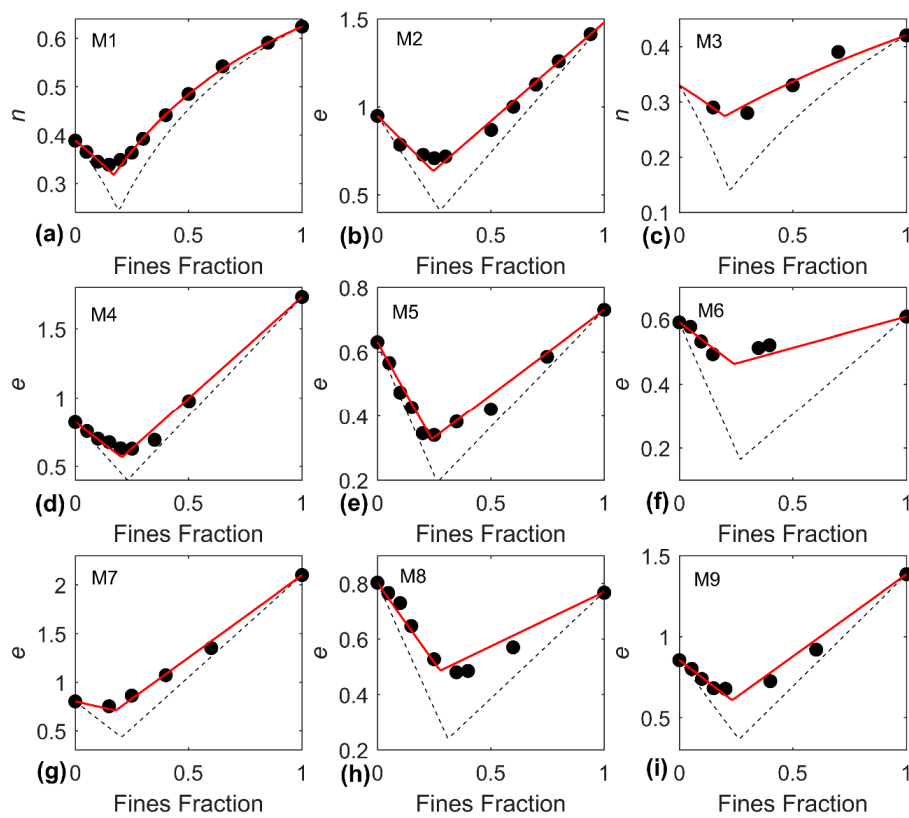 M1
n
0.6
0.5
0.4
0.3
0
0.5
1
(a)
Fines Fraction
M2
e
1.5
1
0.5
0
0.5
1
(b)
Fines Fraction
M3
n
0.4
0.3
0.2
0.1
0
0.5
1
(c)
Fines Fraction
M4
e
1.5
1
0.5
0
0.5
1
(d)
Fines Fraction
M5
e
0.8
0.6
0.4
0.2
0
0.5
1
(e)
Fines Fraction
M6
e
0.6
0.4
0.2
0
0.5
1
(f)
Fines Fraction
M7
e
2
1.5
1
0.5
0
0.5
1
(g)
Fines Fraction
M8
e
0.8
0.6
0.4
0.2
0
0.5
1
(h)
Fines Fraction
M9
e
1.5
1
0.5
0
0.5
1
(i)
Fines Fraction